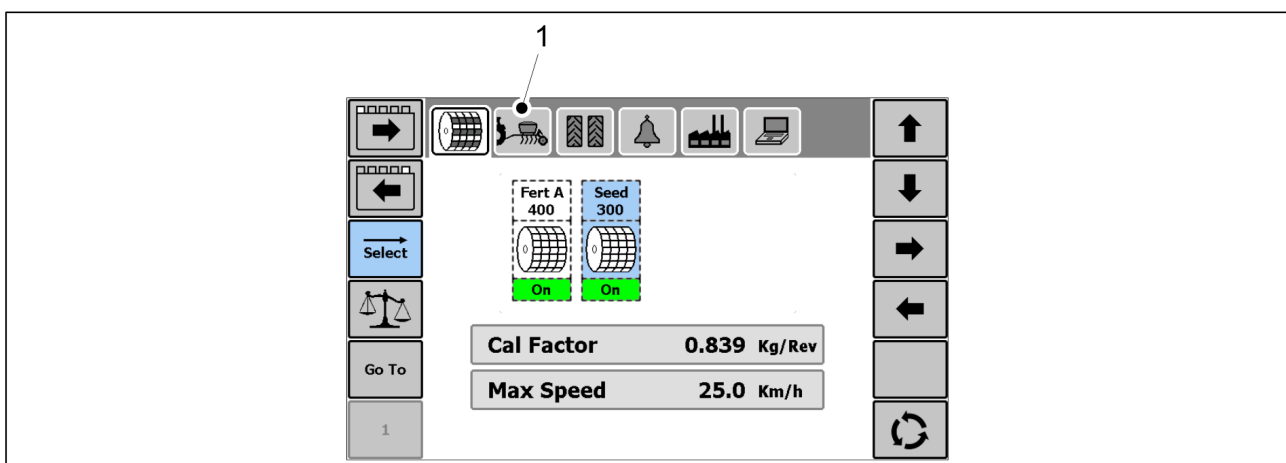 1
Fert A
400
Seed
300
Select
On
On
Cal Factor 0.839 Kg/Rev
Go To
Max Speed 25.0 Km/h
1